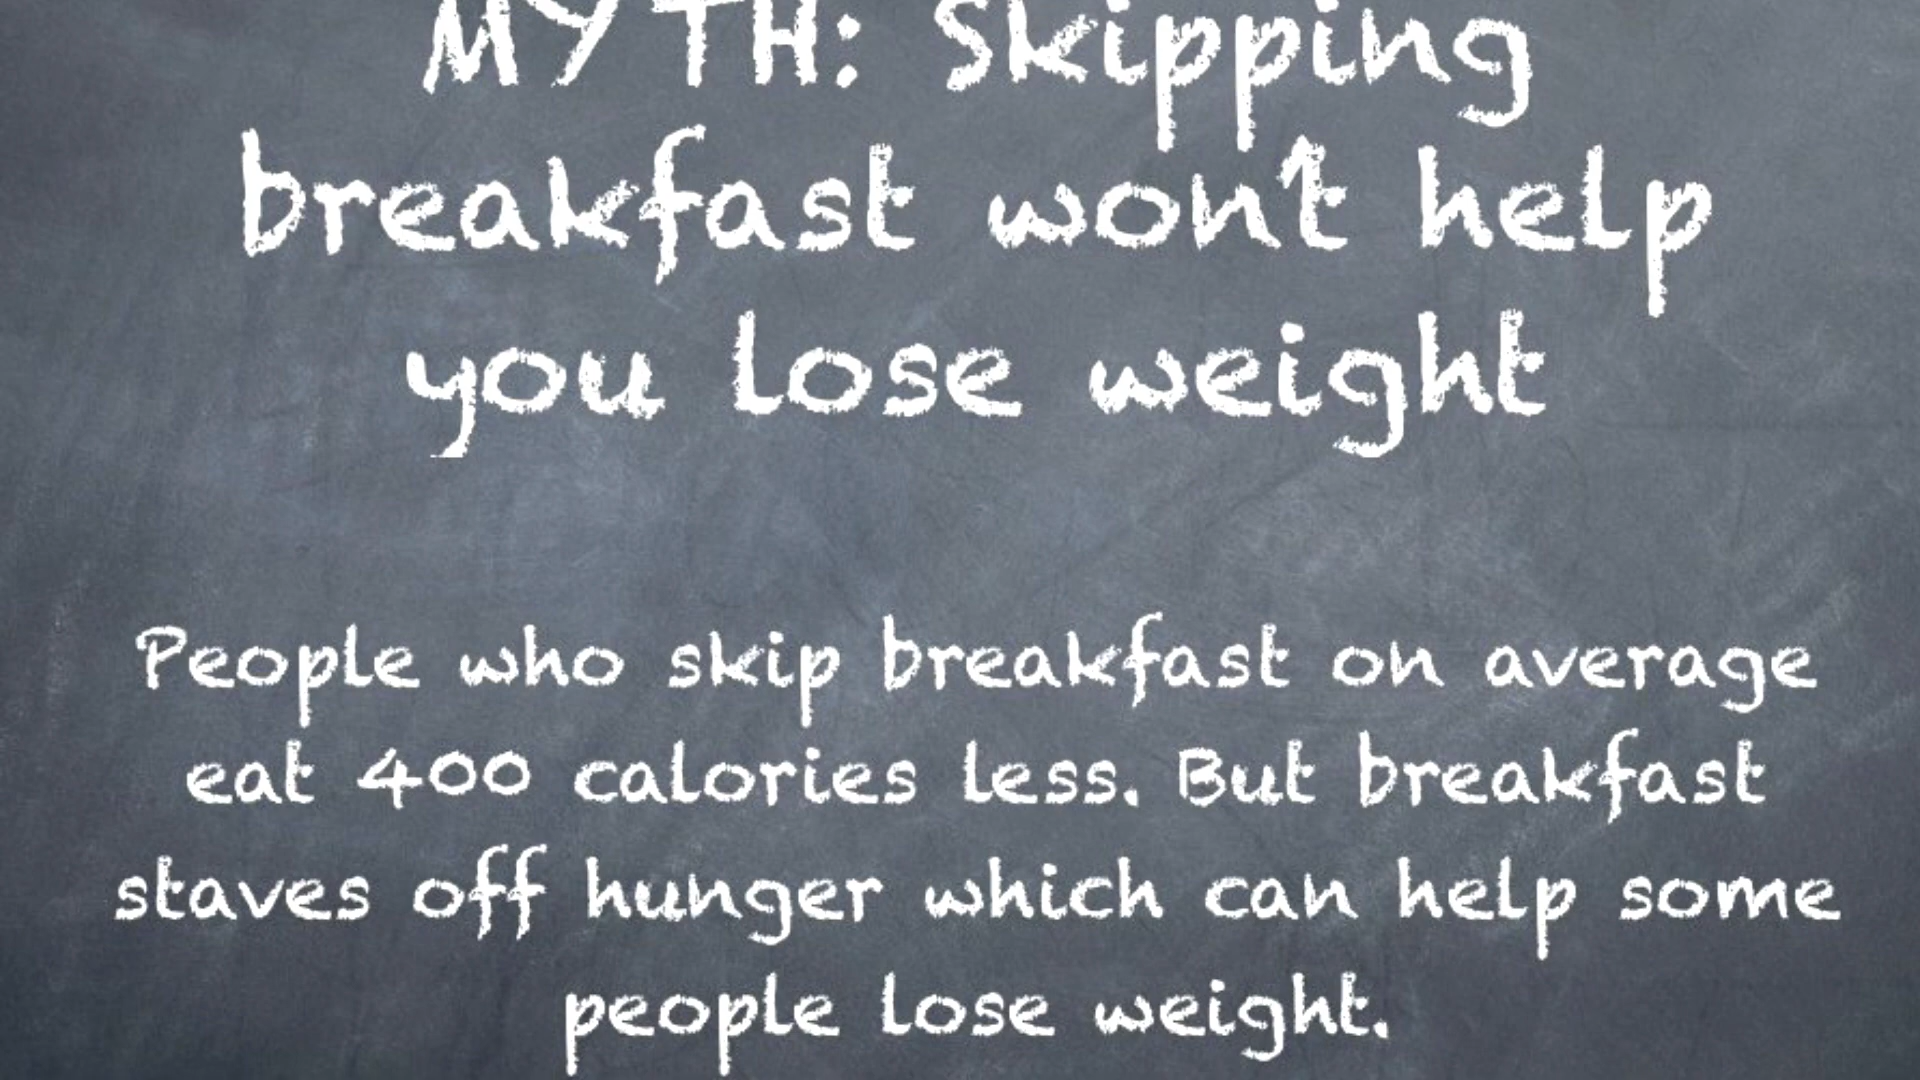 MYTH: Skipping
breakfast won't help
you lose weight
People who skip breakfast on average
eat 400 calories less. But breakfast
staves off hunger which can help some
people lose weight.